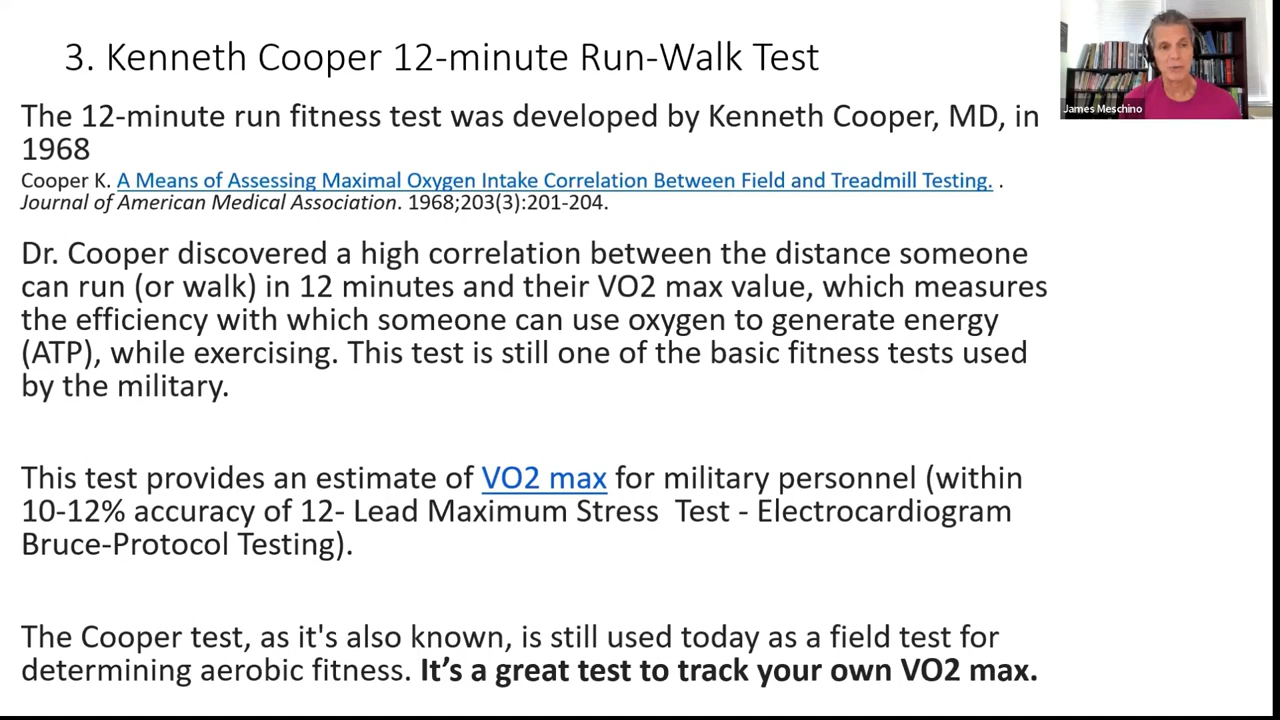 3. Kenneth Cooper 12-minute Run-Walk Test
James Meschino
The 12-minute run fitness test was developed by Kenneth Cooper, MD, in
1968
Cooper K. A Means of Assessing Maximal Oxygen Intake Correlation Between Field and Treadmill Testing. .
Journal of American Medical Association. 1968;203(3):201-204.
Dr. Cooper discovered a high correlation between the distance someone
can run (or walk) in 12 minutes and their VO2 max value, which measures
the efficiency with which someone can use oxygen to generate energy
(ATP), while exercising. This test is still one of the basic fitness tests used
by the military.
This test provides an estimate of VO2 max for military personnel (within
10-12% accuracy of 12- Lead Maximum Stress  Test - Electrocardiogram
Bruce-Protocol Testing).
The Cooper test, as it's also known, is still used today as a field test for
determining aerobic fitness. It’s a great test to track your own VO2 max.